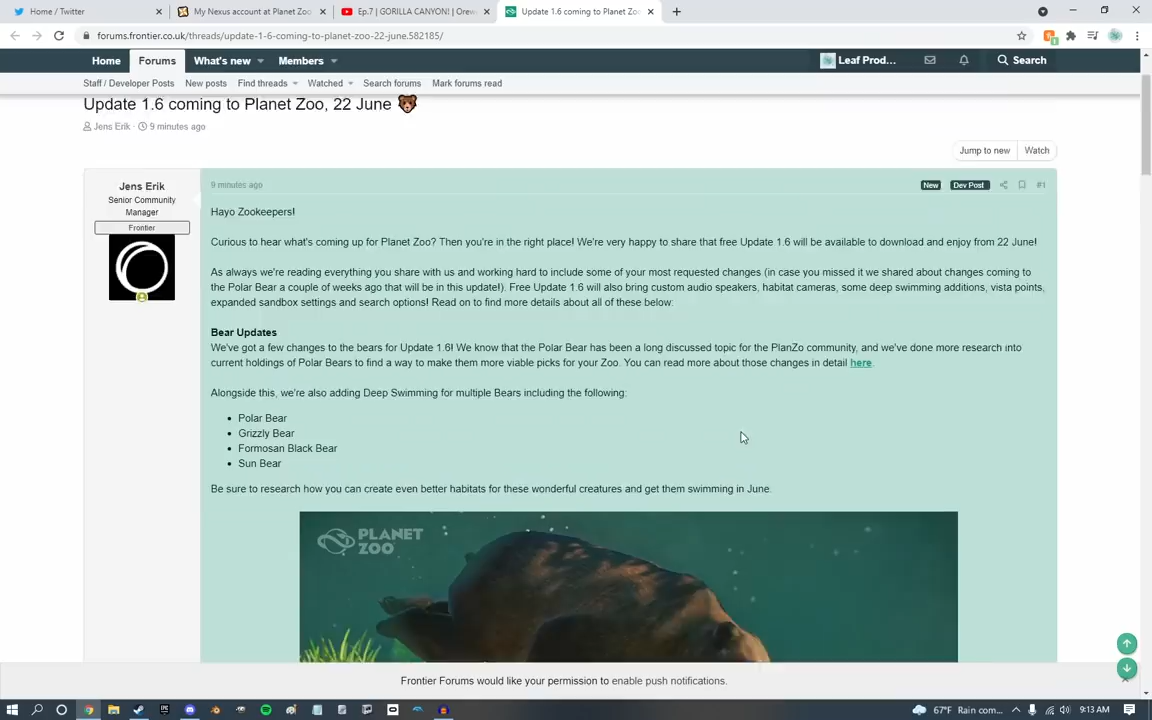 Home / Twitter
My Nexus account at Planet Zo
Ep.7 | GORILLA CANYON! | Orew
Update 1.6 coming to Planet Zo
forums.frontier.co.uk/threads/update-1-6-coming-to-planet-zoo-22-june.582185/
Home
Forums
What's new
Members
Leaf Prod...
Search
Staff / Developer Posts
New posts
Find threads
Watched
Search forums
Mark forums read
Update 1.6 coming to Planet Zoo, 22 June
Jens Erik · 9 minutes ago
Jump to new
Watch
Jens Erik
Senior Community
Manager
Frontier
9 minutes ago
New
Dev Post
#1
Hayo Zookeepers!
Curious to hear what's coming up for Planet Zoo? Then you're in the right place! We're very happy to share that free Update 1.6 will be available to download and enjoy from 22 June!
As always we're reading everything you share with us and working hard to include some of your most requested changes (in case you missed it we shared about changes coming to
the Polar Bear a couple of weeks ago that will be in this update!). Free Update 1.6 will also bring custom audio speakers, habitat cameras, some deep swimming additions, vista points,
expanded sandbox settings and search options! Read on to find more details about all of these below:
Bear Updates
We've got a few changes to the bears for Update 1.6! We know that the Polar Bear has been a long discussed topic for the PlanZo community, and we've done more research into
current holdings of Polar Bears to find a way to make them more viable picks for your Zoo. You can read more about those changes in detail here.
Alongside this, we're also adding Deep Swimming for multiple Bears including the following:
• Polar Bear
• Grizzly Bear
• Formosan Black Bear
• Sun Bear
Be sure to research how you can create even better habitats for these wonderful creatures and get them swimming in June.
PLANET
ZOO
Frontier Forums would like your permission to enable push notifications.
67°F Rain com...
9:13 AM